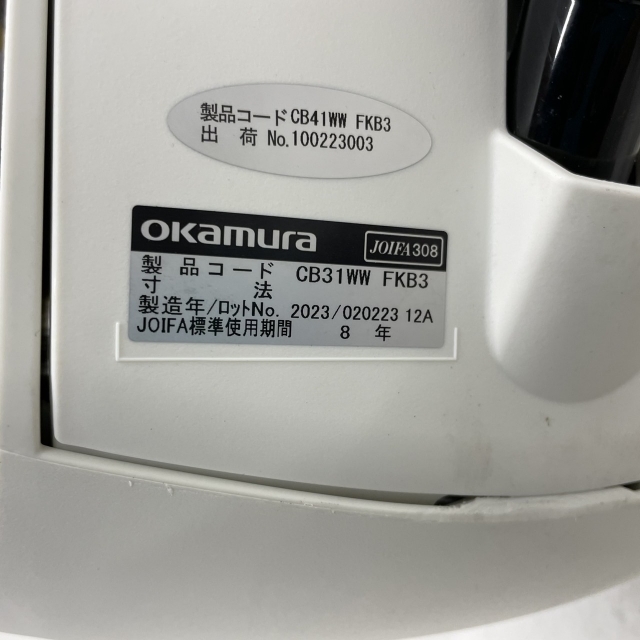 製品コード CB41WW FKB3
出 荷 No.100223003
OKamura JOIFA308
製 品 コ ー ド CB31WW FKB3
寸 法
製造年/ロットNo. 2023/020223 12A
JOIFA標準使用期間 8 年